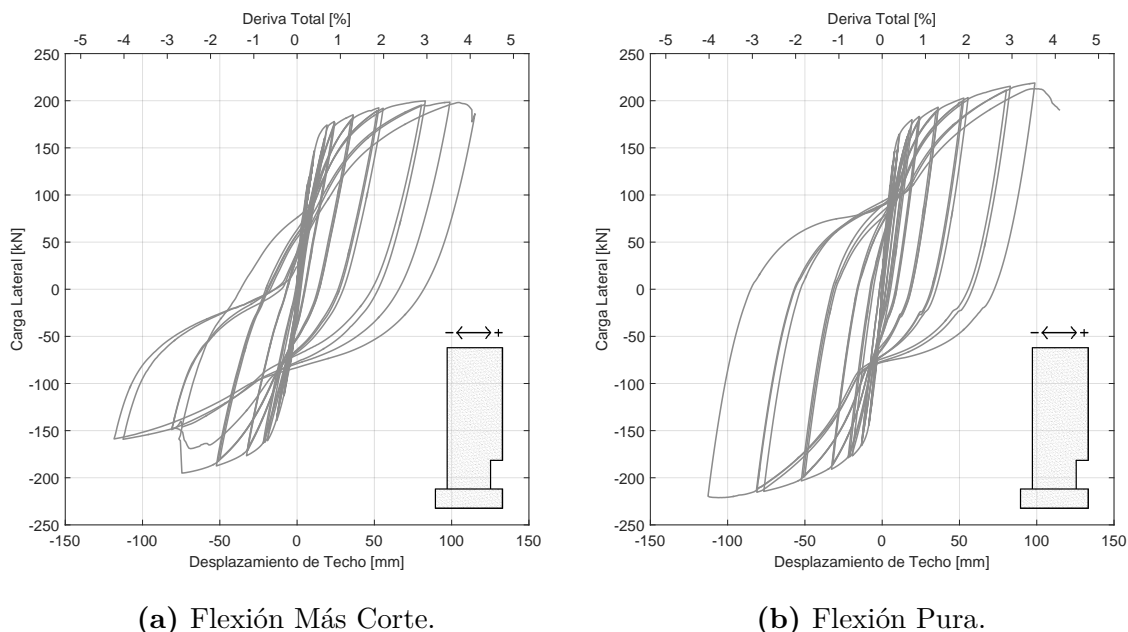 Deriva Total [%]
-5 -4 -3 -2 -1 0 1 2 3 4 5
250
200
150
100
50
0
-50
-100
-150
-200
-250
Carga Lateral [kN]
- +
-150 -100 -50 0 50 100 150
Desplazamiento de Techo [mm]
(a) Flexión Más Corte.
Deriva Total [%]
-5 -4 -3 -2 -1 0 1 2 3 4 5
250
200
150
100
50
0
-50
-100
-150
-200
-250
Carga Lateral [kN]
- +
-150 -100 -50 0 50 100 150
Desplazamiento de Techo [mm]
(b) Flexión Pura.